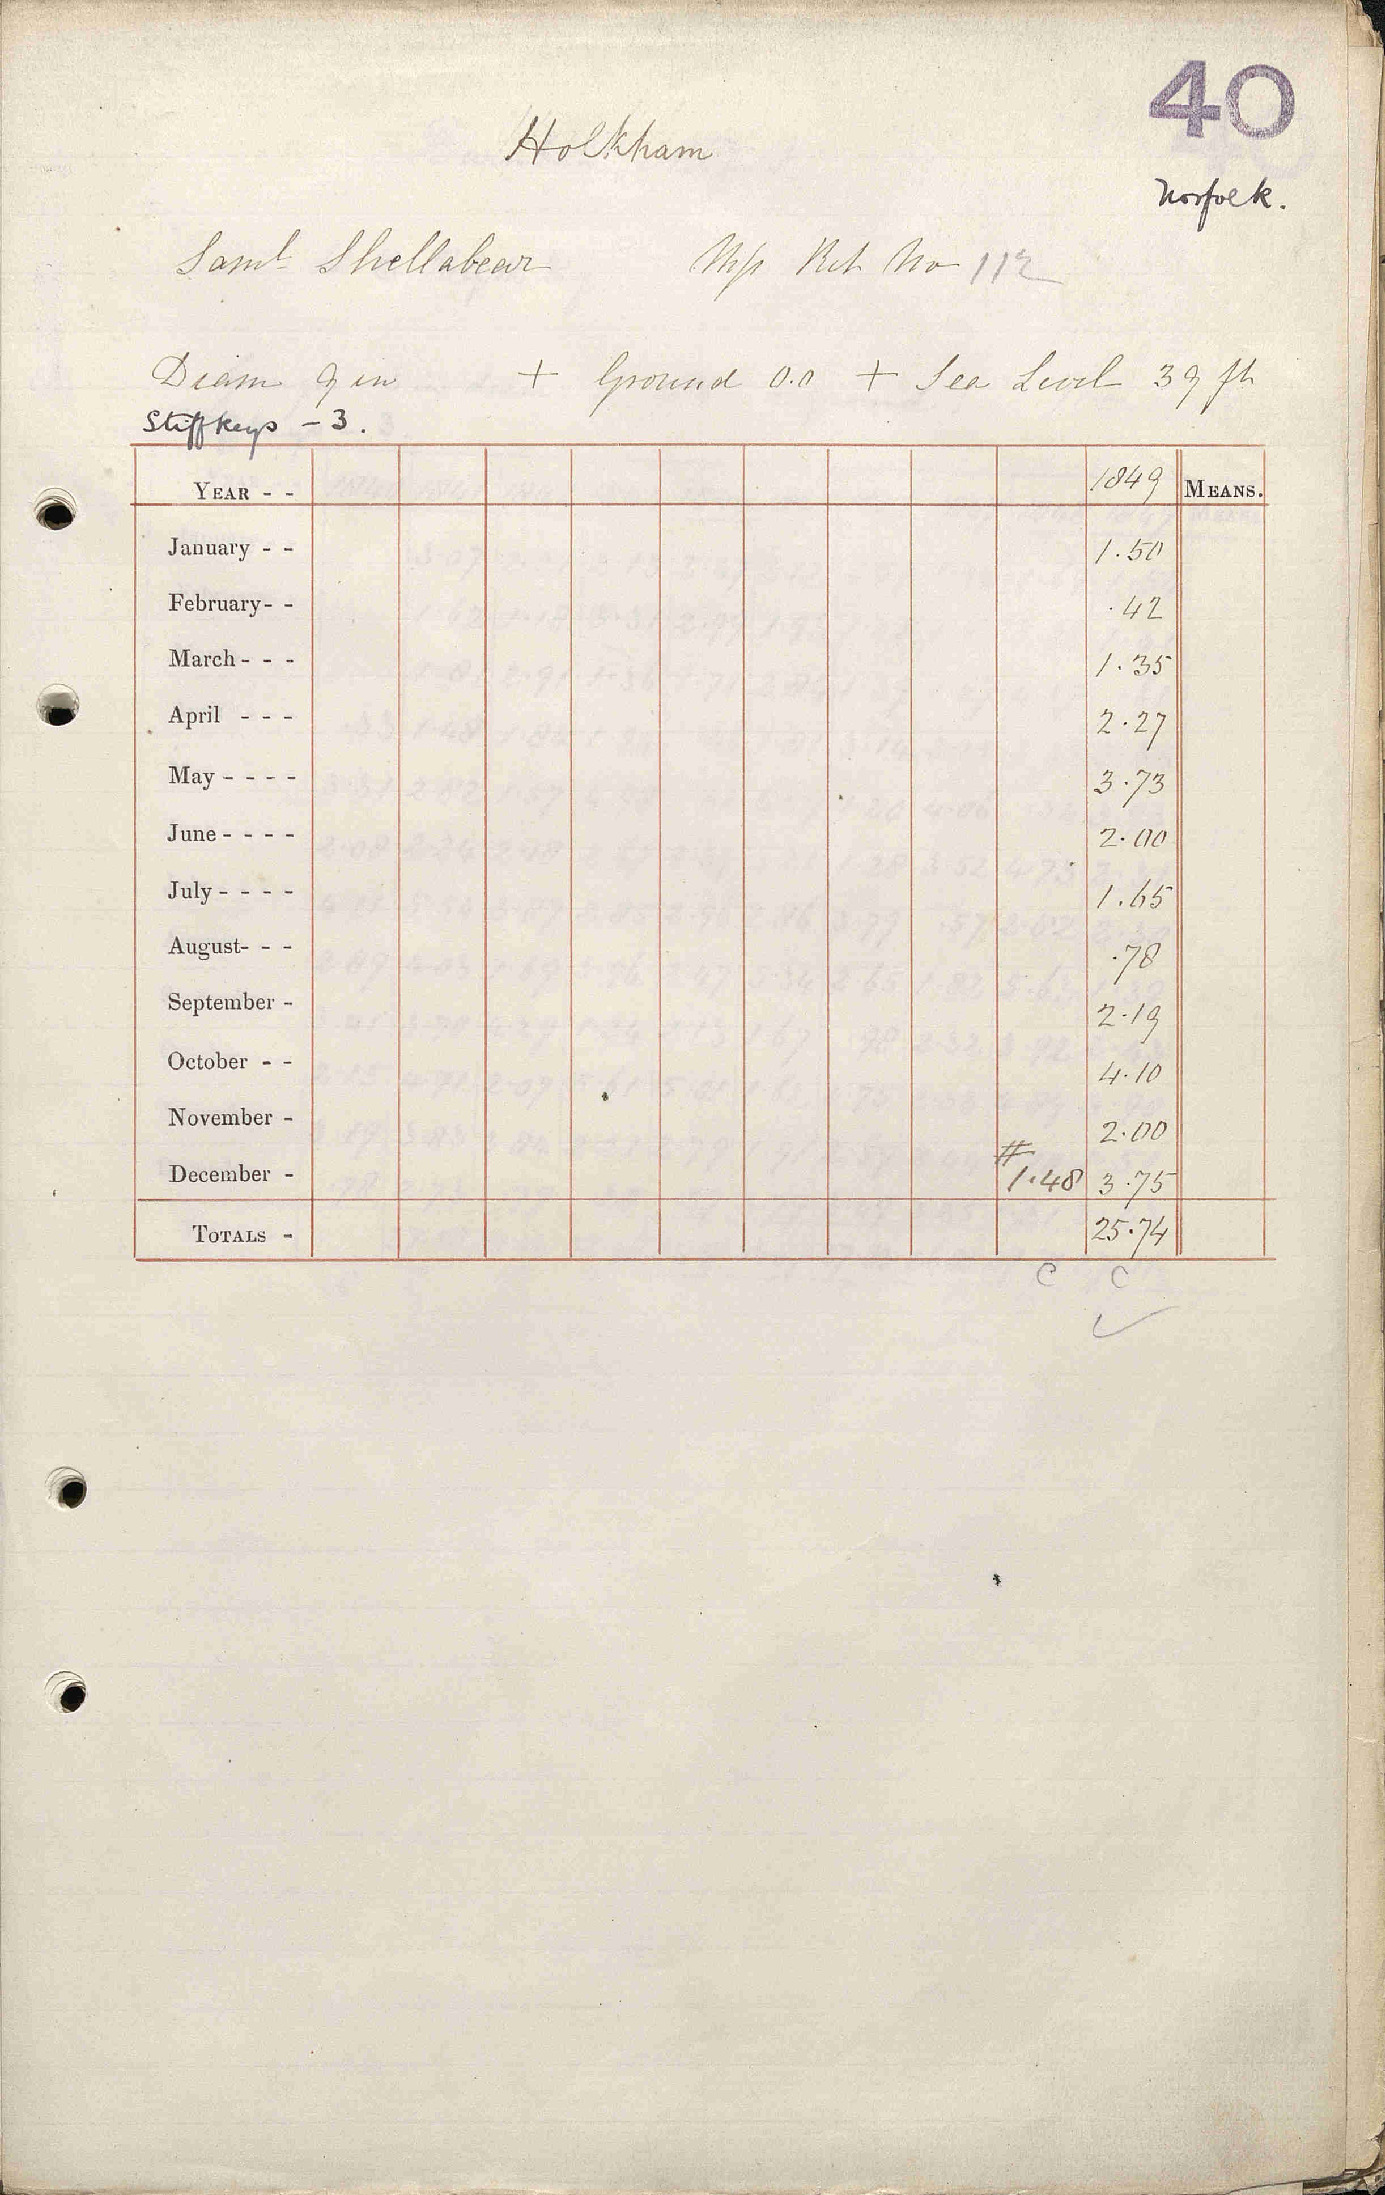 40
Holkham
Norfolk.
Saml Shellabear Mss Ret No 112
Diam 9 in + Ground 0.0 + Sea Level 39 ft
Stiffkeys - 3.
YEAR - - 1849 MEANS.
January - - 1.50
February - - .42
March - - - 1.35
April - - - 2.27
May - - - - 3.73
June - - - - 2.00
July - - - - 1.65
August - - - .78
September - 2.19
October - - 4.10
November - 2.00
#
December - 1.48 3.75
TOTALS - 25.74
C C
✓